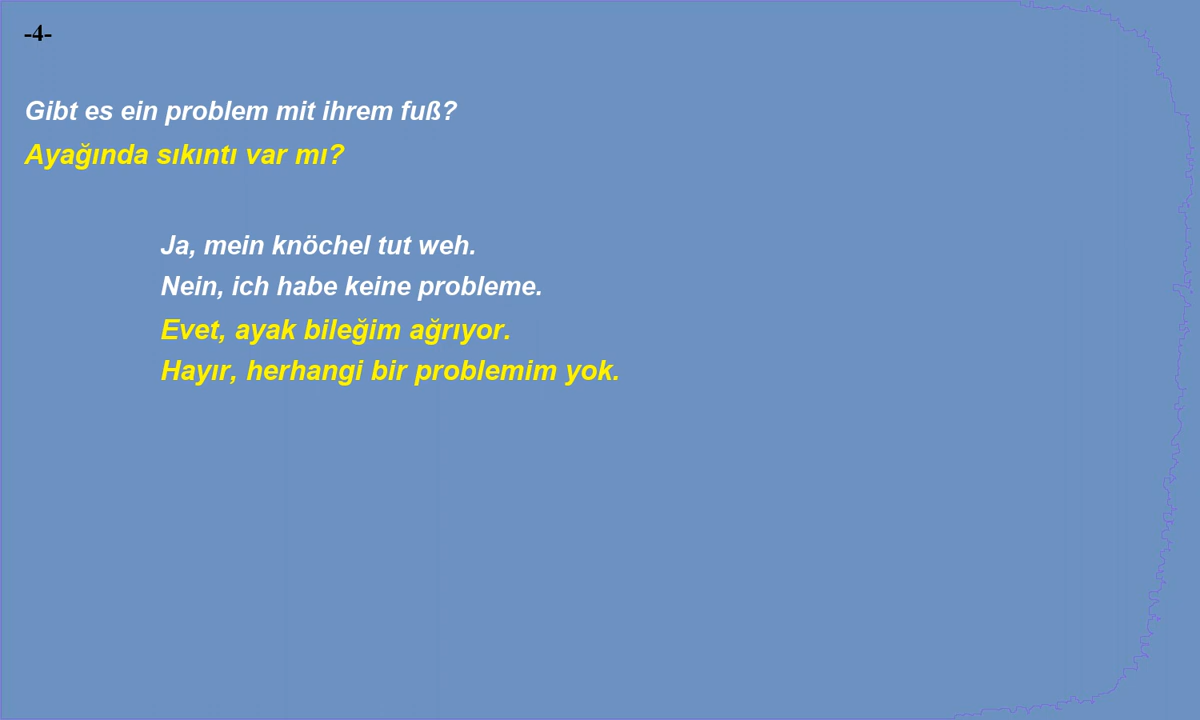 -4-
Gibt es ein problem mit ihrem fuß?
Ayağında sıkıntı var mı?
Ja, mein knöchel tut weh.
Nein, ich habe keine probleme.
Evet, ayak bileğim ağrıyor.
Hayır, herhangi bir problemim yok.